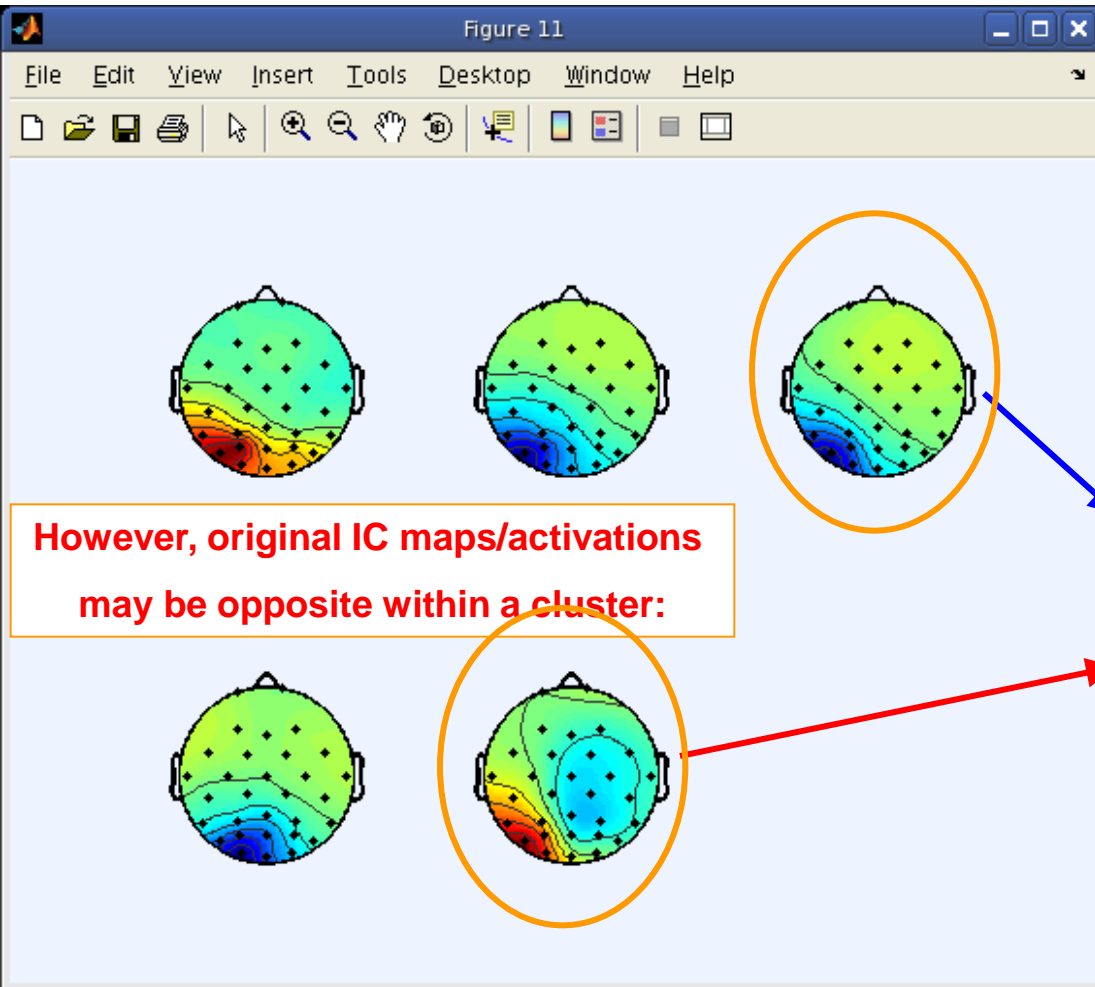 Figure 11
File Edit View Insert Tools Desktop Window Help
However, original IC maps/activations
may be opposite within a cluster: